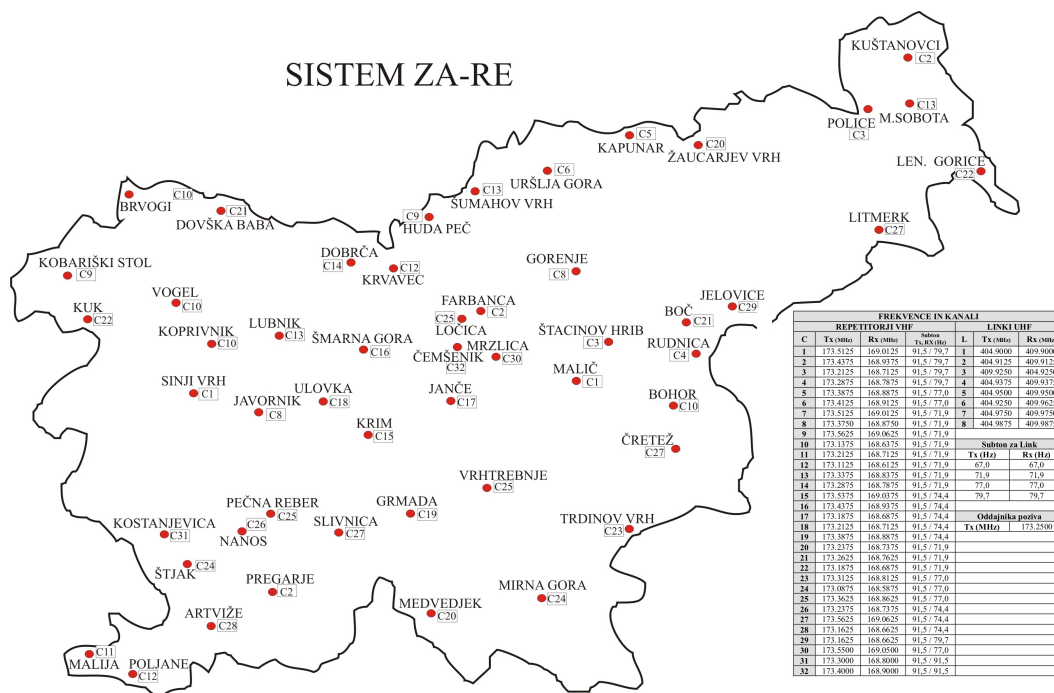 SISTEM ZA-RE
KUŠTANOVCI
C2
C13
M.SOBOTA
POLICE
C3
C5
KAPUNAR
C20
ŽAUCARJEV VRH
LEN. GORICE
C22
C6
URŠLJA GORA
C13
ŠUMAHOV VRH
C10
BRVOGI
C21
DOVŠKA BABA
C9
HUDA PEČ
LITMERK
C27
DOBRČA
C14
C12
KRVAVEC
GORENJE
C8
KOBARIŠKI STOL
C9
VOGEL
C10
KUK
C22
FARBANCA
C2
C25
LOČICA
JELOVICE
C29
BOČ
C21
KOPRIVNIK
C10
LUBNIK
C13
ŠMARNA GORA
C16
MRZLICA
C30
ČEMŠENIK
C32
ŠTACINOV HRIB
C3
RUDNICA
C4
MALIČ
C1
SINJI VRH
C1
JAVORNIK
C8
ULOVKA
C18
JANČE
C17
BOHOR
C10
KRIM
C15
ČRETEŽ
C27
VRHTREBNJE
C25
PEČNA REBER
C25
C26
NANOS
GRMADA
C19
SLIVNICA
C27
KOSTANJEVICA
C31
TRDINOV VRH
C23
C24
ŠTJAK
PREGARJE
C2
MIRNA GORA
C24
MEDVEDJEK
C20
ARTVIŽE
C28
C11
MALIJA
POLJANE
C12
FREKVENCE IN KANALI
REPETITORJI VHF LINKI UHF
C Tx (MHz) Rx (MHz) Subton Tx, RX (Hz) L Tx (MHz) Rx (MHz)
1 173.5125 169.0125 91,5 / 79,7 1 404.9000 409.9000
2 173.4375 168.9375 91,5 / 79,7 2 404.9125 409.9125
3 173.2125 168.7125 91,5 / 79,7 3 409.9250 404.9250
4 173.2875 168.7875 91,5 / 79,7 4 404.9375 409.9375
5 173.3875 168.8875 91,5 / 77,0 5 404.9500 409.9500
6 173.4125 168.9125 91,5 / 77,0 6 404.9250 409.9625
7 173.5125 169.0125 91,5 / 71,9 7 404.9750 409.9750
8 173.3750 168.8750 91,5 / 71,9 8 404.9875 409.9875
9 173.5625 169.0625 91,5 / 71,9
10 173.1375 168.6375 91,5 / 71,9 Subton za Link
11 173.2125 168.7125 91,5 / 71,9 Tx (Hz) Rx (Hz)
12 173.1125 168.6125 91,5 / 71,9 67,0 67,0
13 173.3375 168.8375 91,5 / 71,9 71,9 71,9
14 173.2875 168.7875 91,5 / 71,9 77,0 77,0
15 173.5375 169.0375 91,5 / 74,4 79,7 79,7
16 173.4375 168.9375 91,5 / 74,4
17 173.1875 168.6875 91,5 / 74,4 Oddajnika poziva
18 173.2125 168.7125 91,5 / 74,4 Tx (MHz) 173.2500
19 173.3875 168.8875 91,5 / 74,4
20 173.2375 168.7375 91,5 / 71,9
21 173.2625 168.7625 91,5 / 71,9
22 173.1875 168.6875 91,5 / 71,9
23 173.3125 168.8125 91,5 / 77,0
24 173.0875 168.5875 91,5 / 77,0
25 173.3625 168.8625 91,5 / 77,0
26 173.2375 168.7375 91,5 / 74,4
27 173.5625 169.0625 91,5 / 74,4
28 173.1625 168.6625 91,5 / 74,4
29 173.1625 168.6625 91,5 / 79,7
30 173.5500 169.0500 91,5 / 77,0
31 173.3000 168.8000 91,5 / 91,5
32 173.4000 168.9000 91,5 / 91,5